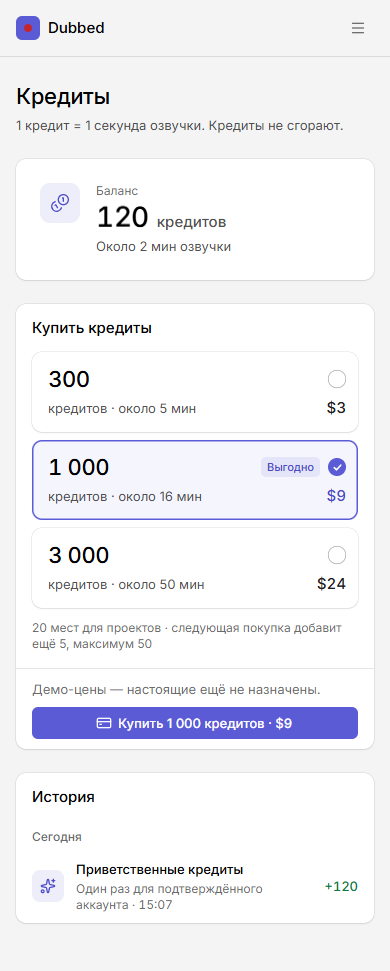 Dubbed
Кредиты
1 кредит = 1 секунда озвучки. Кредиты не сгорают.
Баланс
120 кредитов
Около 2 мин озвучки
Купить кредиты
300
кредитов · около 5 мин
$3
1 000
Выгодно
кредитов · около 16 мин
$9
3 000
кредитов · около 50 мин
$24
20 мест для проектов · следующая покупка добавит
ещё 5, максимум 50
Демо-цены — настоящие ещё не назначены.
Купить 1 000 кредитов · $9
История
Сегодня
Приветственные кредиты
Один раз для подтверждённого
аккаунта · 15:07
+120